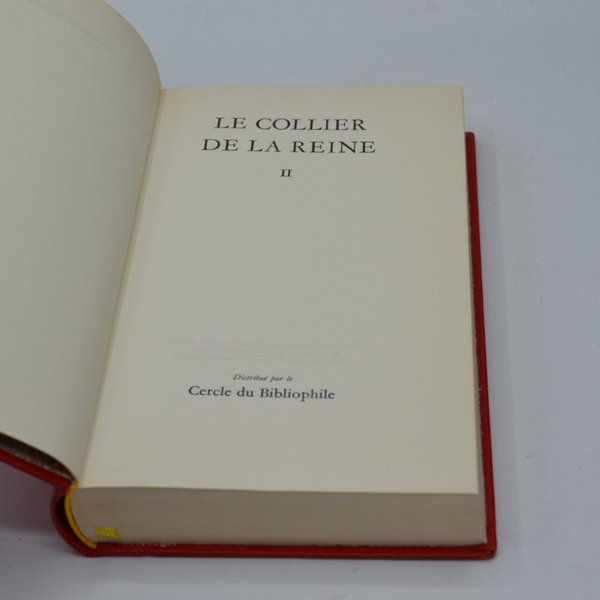 LE COLLIER
DE LA REINE
II
Distribué par le
Cercle du Bibliophile